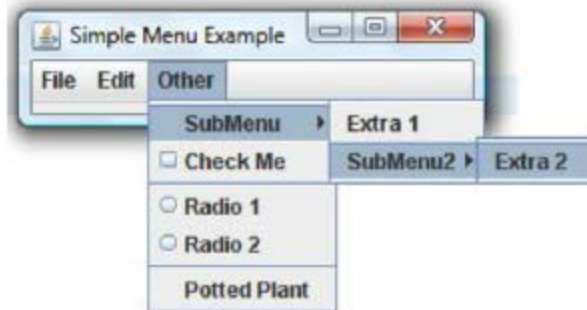 Simple Menu Example
File Edit Other
SubMenu Extra 1
Check Me SubMenu2 Extra 2
Radio 1
Radio 2
Potted Plant